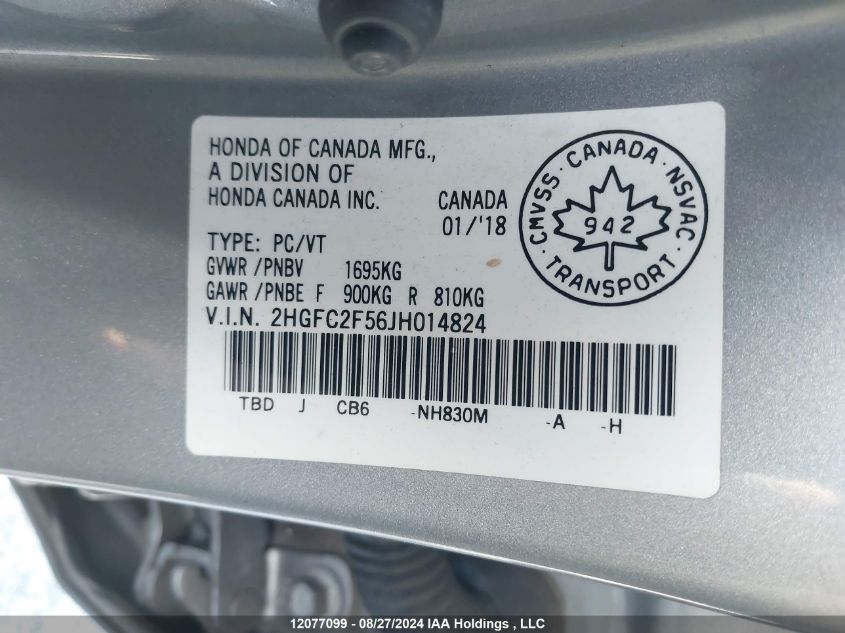 HONDA OF CANADA MFG.,
A DIVISION OF
HONDA CANADA INC.
CANADA
01/'18
TYPE: PC/VT
GVWR /PNBV 1695KG
GAWR /PNBE F 900KG R 810KG
V.I.N. 2HGFC2F56JH014824
CMVSS · CANADA · NSVAC
942
· TRANSPORT ·
TBD J CB6 -NH830M -A -H
12077099 - 08/27/2024 IAA Holdings , LLC